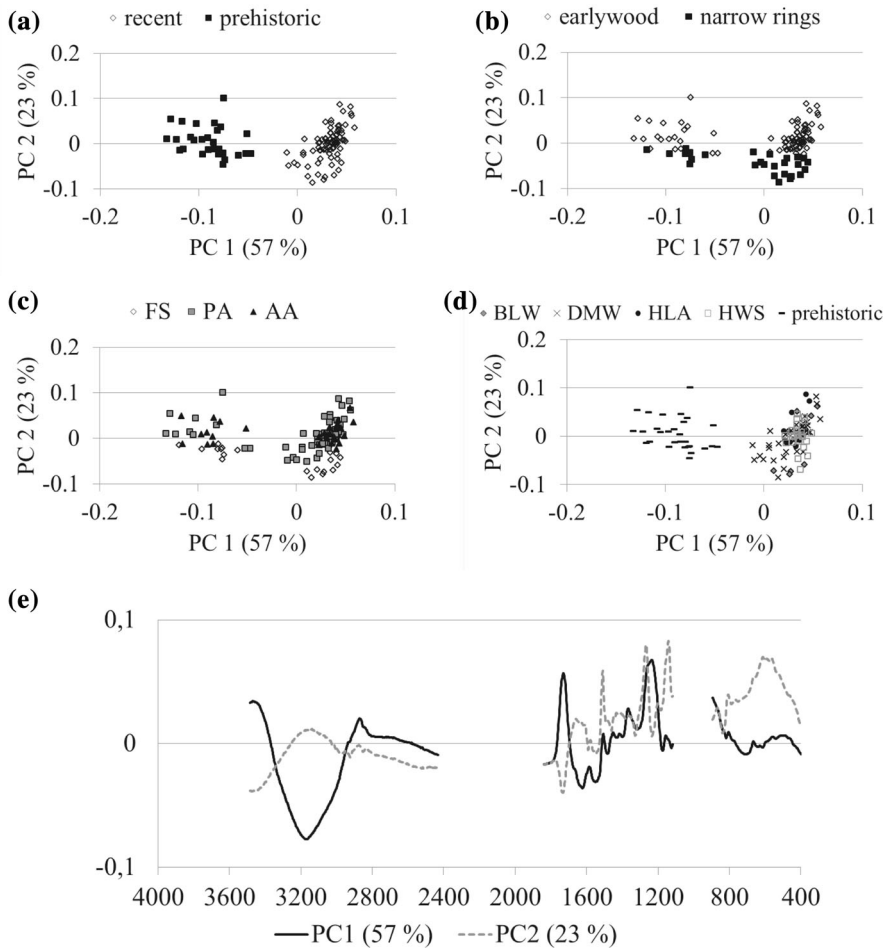 (a)
◇ recent ■ prehistoric
0.2
0.1
0
-0.1
PC 2 (23 %)
-0.2 -0.1 0 0.1
PC 1 (57 %)
(b)
◇ earlywood ■ narrow rings
0.2
0.1
0
-0.1
PC 2 (23 %)
-0.2 -0.1 0 0.1
PC 1 (57 %)
(c)
◇ FS ■ PA ▲ AA
0.2
0.1
0
-0.1
PC 2 (23 %)
-0.2 -0.1 0 0.1
PC 1 (57 %)
(d)
◆ BLW × DMW • HLA □ HWS - prehistoric
0.2
0.1
0
-0.1
PC 2 (23 %)
-0.2 -0.1 0 0.1
PC 1 (57 %)
(e)
0,1
0
-0,1
4000 3600 3200 2800 2400 2000 1600 1200 800 400
PC1 (57 %) PC2 (23 %)